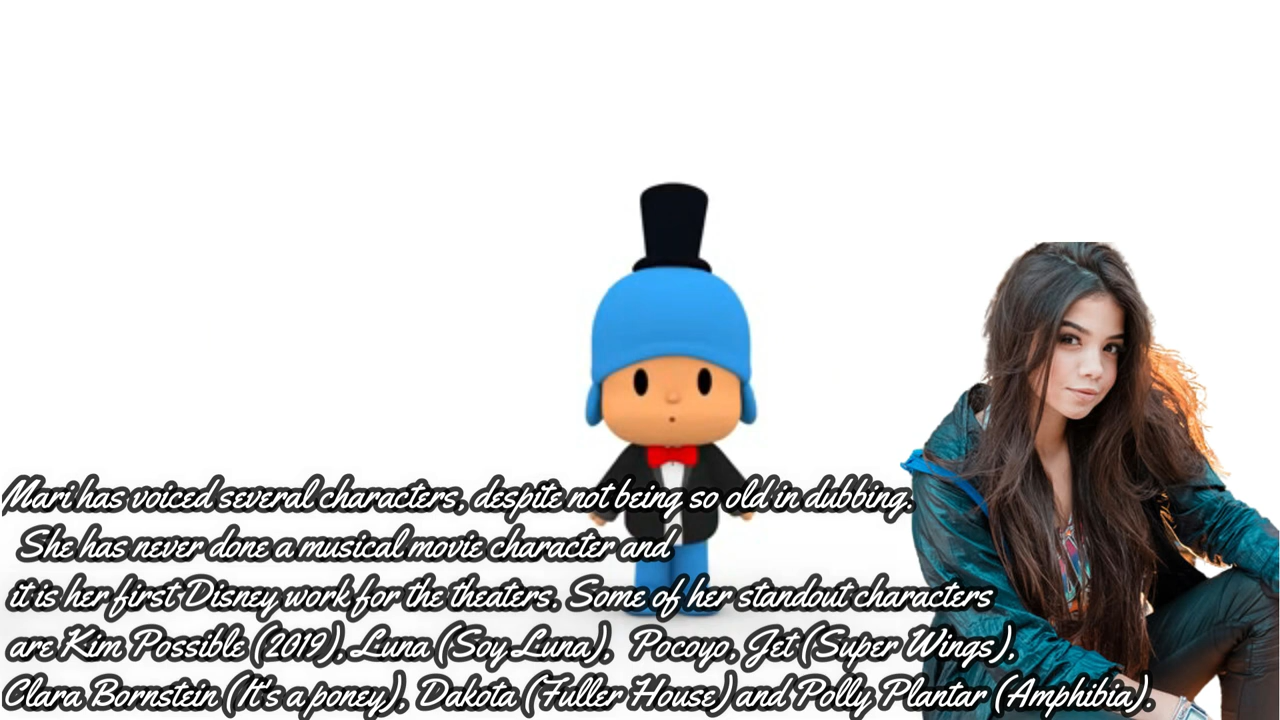 Mari has voiced several characters, despite not being so old in dubbing.
She has never done a musical movie character and
it is her first Disney work for the theaters. Some of her standout characters
are Kim Possible (2019), Luna (Soy Luna), Pocoyo, Jet (Super Wings),
Clara Bornstein (It's a poney), Dakota (Fuller House) and Polly Plantar (Amphibia).